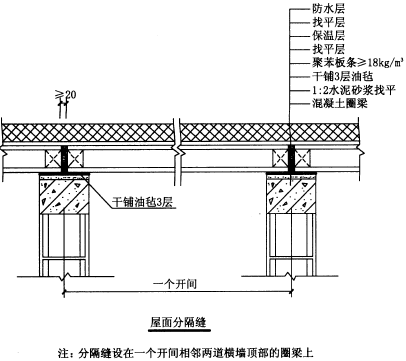 防水层
找平层
保温层
找平层
聚苯板条≥18kg/m³
干铺3层油毡
1:2水泥砂浆找平
混凝土圈梁
≥20
干铺油毡3层
一个开间
屋面分隔缝
注：分隔缝设在一个开间相邻两道横墙顶部的圈梁上